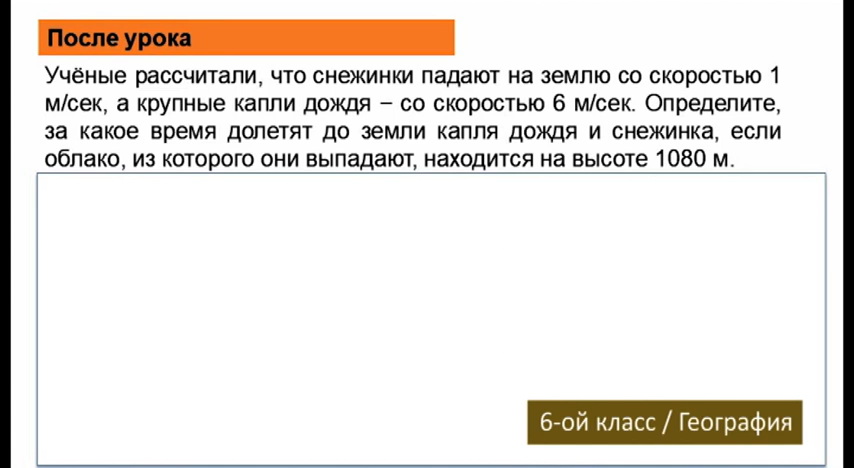 После урока
Учёные рассчитали, что снежинки падают на землю со скоростью 1
м/сек, а крупные капли дождя – со скоростью 6 м/сек. Определите,
за какое время долетят до земли капля дождя и снежинка, если
облако, из которого они выпадают, находится на высоте 1080 м.
6-ой класс / География